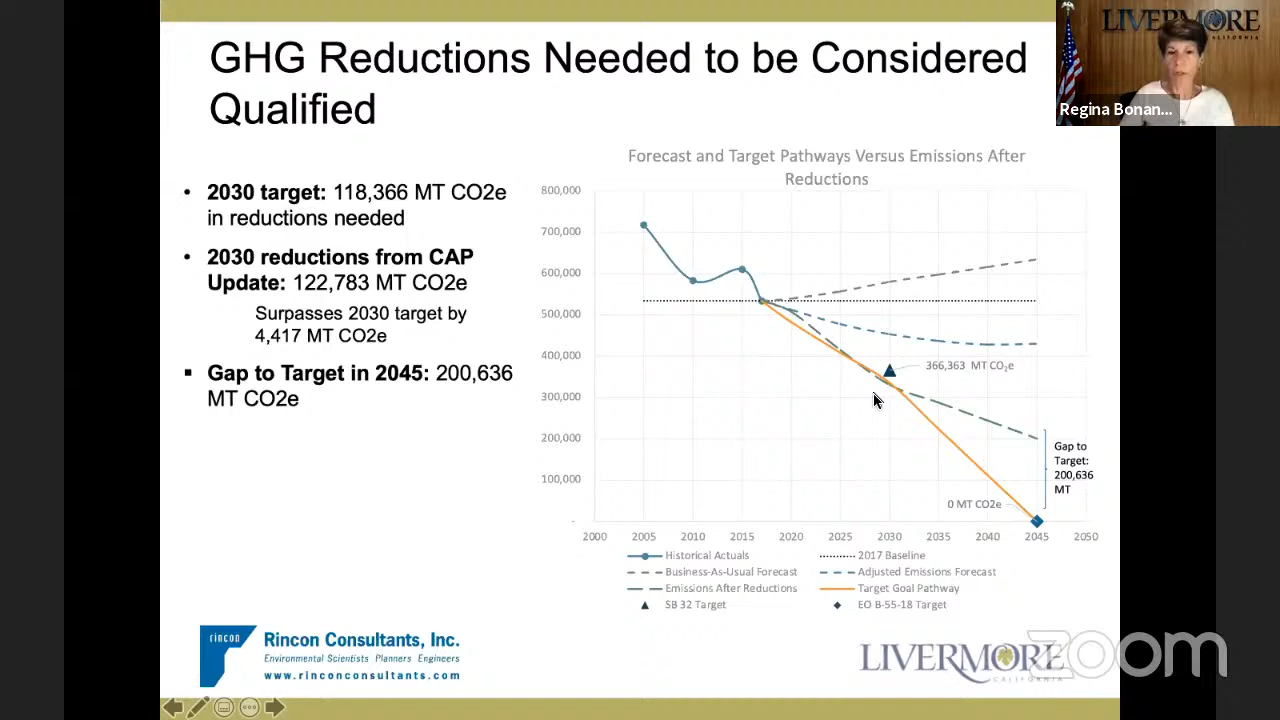 GHG Reductions Needed to be Considered
Qualified
LIVERMORE
CALIFORNIA
Regina Bonan...
• 2030 target: 118,366 MT CO2e
in reductions needed
• 2030 reductions from CAP
Update: 122,783 MT CO2e
Surpasses 2030 target by
4,417 MT CO2e
▪ Gap to Target in 2045: 200,636
MT CO2e
Forecast and Target Pathways Versus Emissions After
Reductions
800,000
700,000
600,000
500,000
400,000
300,000
200,000
100,000
-
366,363 MT CO₂e
Gap to
Target:
200,636
MT
0 MT CO2e
2000 2005 2010 2015 2020 2025 2030 2035 2040 2045 2050
Historical Actuals 2017 Baseline
Business-As-Usual Forecast Adjusted Emissions Forecast
Emissions After Reductions Target Goal Pathway
SB 32 Target EO B-55-18 Target
rincon
Rincon Consultants, Inc.
Environmental Scientists Planners Engineers
www.rinconconsultants.com
LIVERMORE
CALIFORNIA
zoom